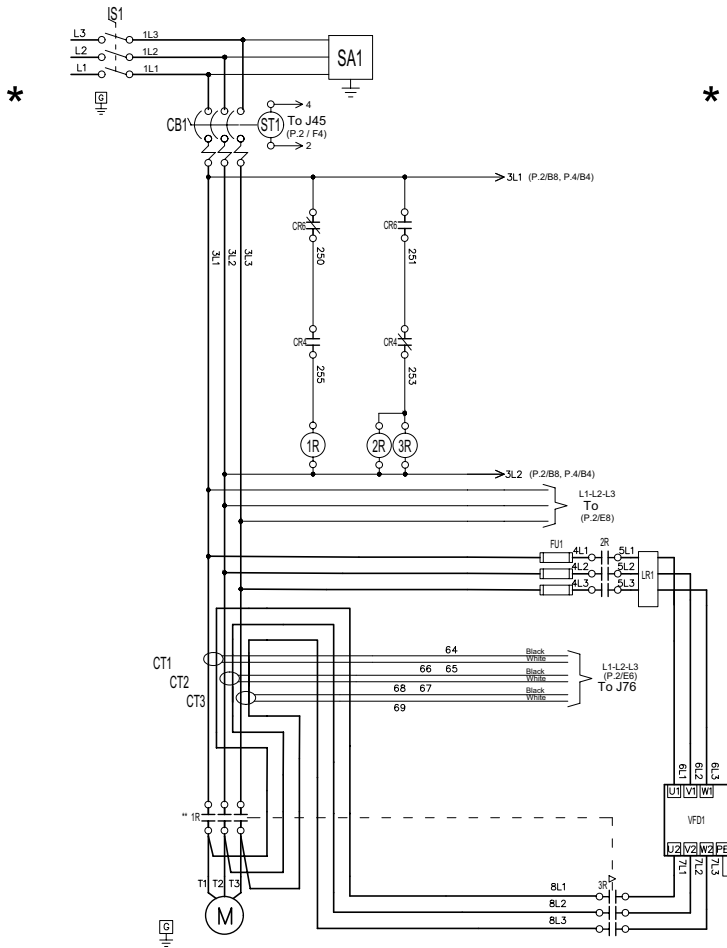 IS1
L3 1L3
L2 1L2
L1 1L1
SA1
G
*
*
CB1
ST1
4
To J45
(P.2 / F4)
2
3L1 (P.2/B8, P.4/B4)
CR6
CR6
3L1
3L2
3L3
250
251
CR4
CR4
255
253
1R
2R
3R
3L2 (P.2/B8, P.4/B4)
L1-L2-L3
To
(P.2/E8)
FU1
2R
4L1 5L1
4L2 5L2
4L3 5L3
LR1
CT1
CT2
CT3
64 Black
White
66 65 Black
White
68 67 Black
69 White
L1-L2-L3
(P.2/E6)
To J76
6L1
6L2
6L3
U1 V1 W1
VFD1
U2 V2 W2 PE
7L1
7L2
7L3
** 1R
T1 T2 T3
M
G
3R
8L1
8L2
8L3